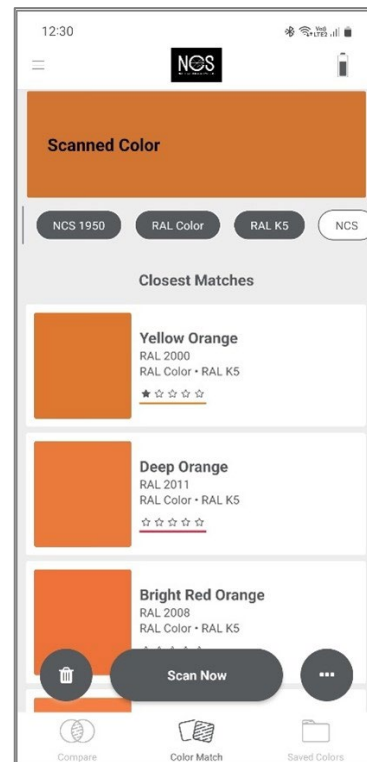 12:30
NCS
Scanned Color
NCS 1950
RAL Color
RAL K5
NCS
Closest Matches
Yellow Orange
RAL 2000
RAL Color • RAL K5
Deep Orange
RAL 2011
RAL Color • RAL K5
Bright Red Orange
RAL 2008
RAL Color • RAL K5
Scan Now
Compare
Color Match
Saved Colors